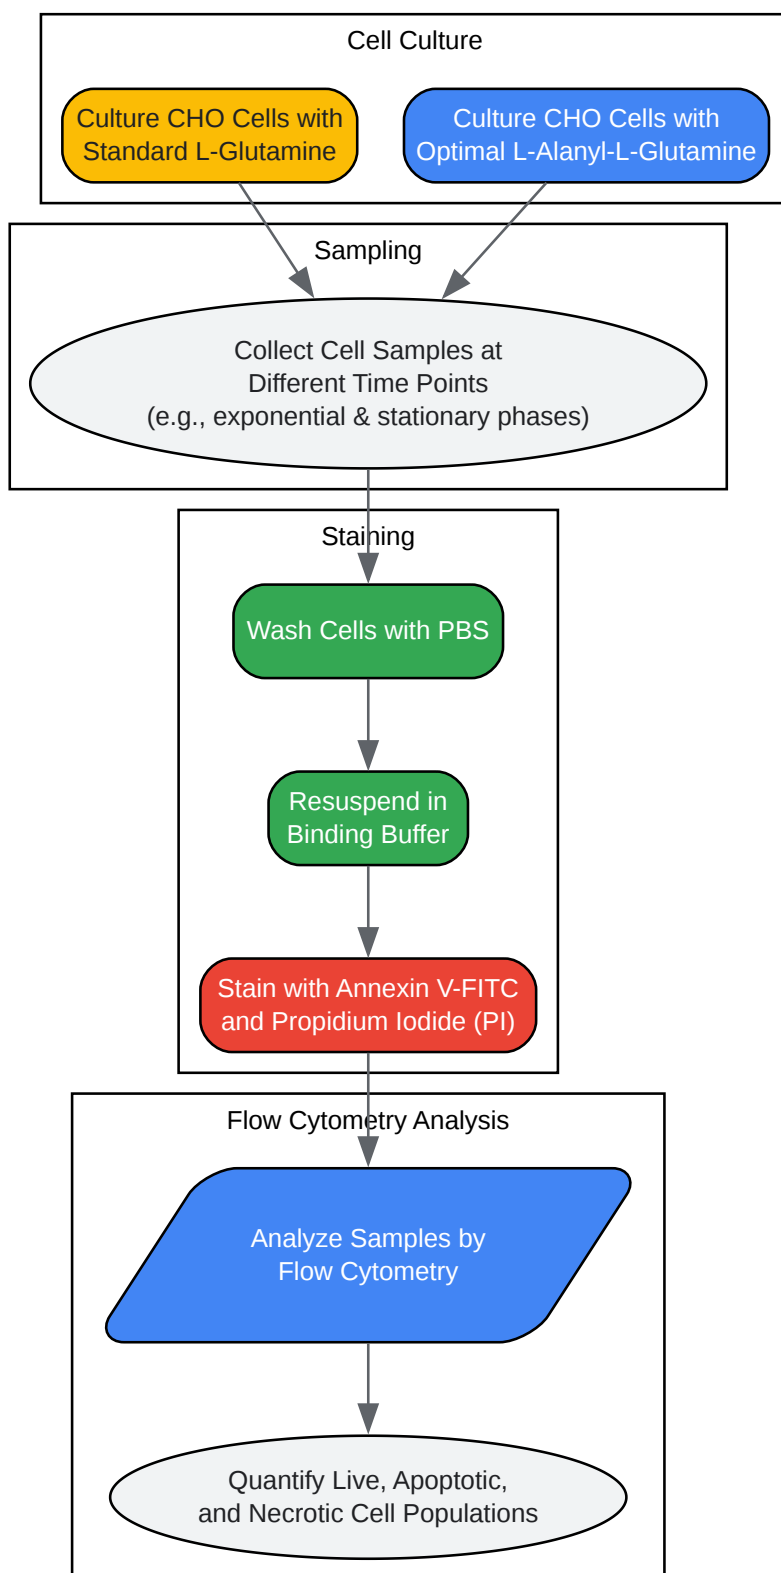 Cell Culture
Culture CHO Cells with
Standard L-Glutamine
Culture CHO Cells with
Optimal L-Alanyl-L-Glutamine
Sampling
Collect Cell Samples at
Different Time Points
(e.g., exponential & stationary phases)
Staining
Wash Cells with PBS
Resuspend in
Binding Buffer
Stain with Annexin V-FITC
and Propidium Iodide (PI)
Flow Cytometry Analysis
Analyze Samples by
Flow Cytometry
Quantify Live, Apoptotic,
and Necrotic Cell Populations